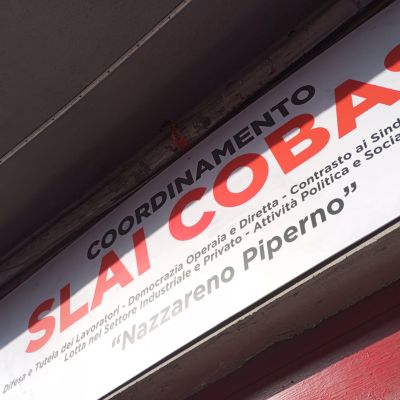 COORDINAMENTO
SLAI COBAS
Difesa e Tutela dei Lavoratori - Democrazia Operaia e Diretta - Contrasto ai
Lotta nel Settore Industriale e Privato - Attività Politica e
"Nazzareno Piperno"